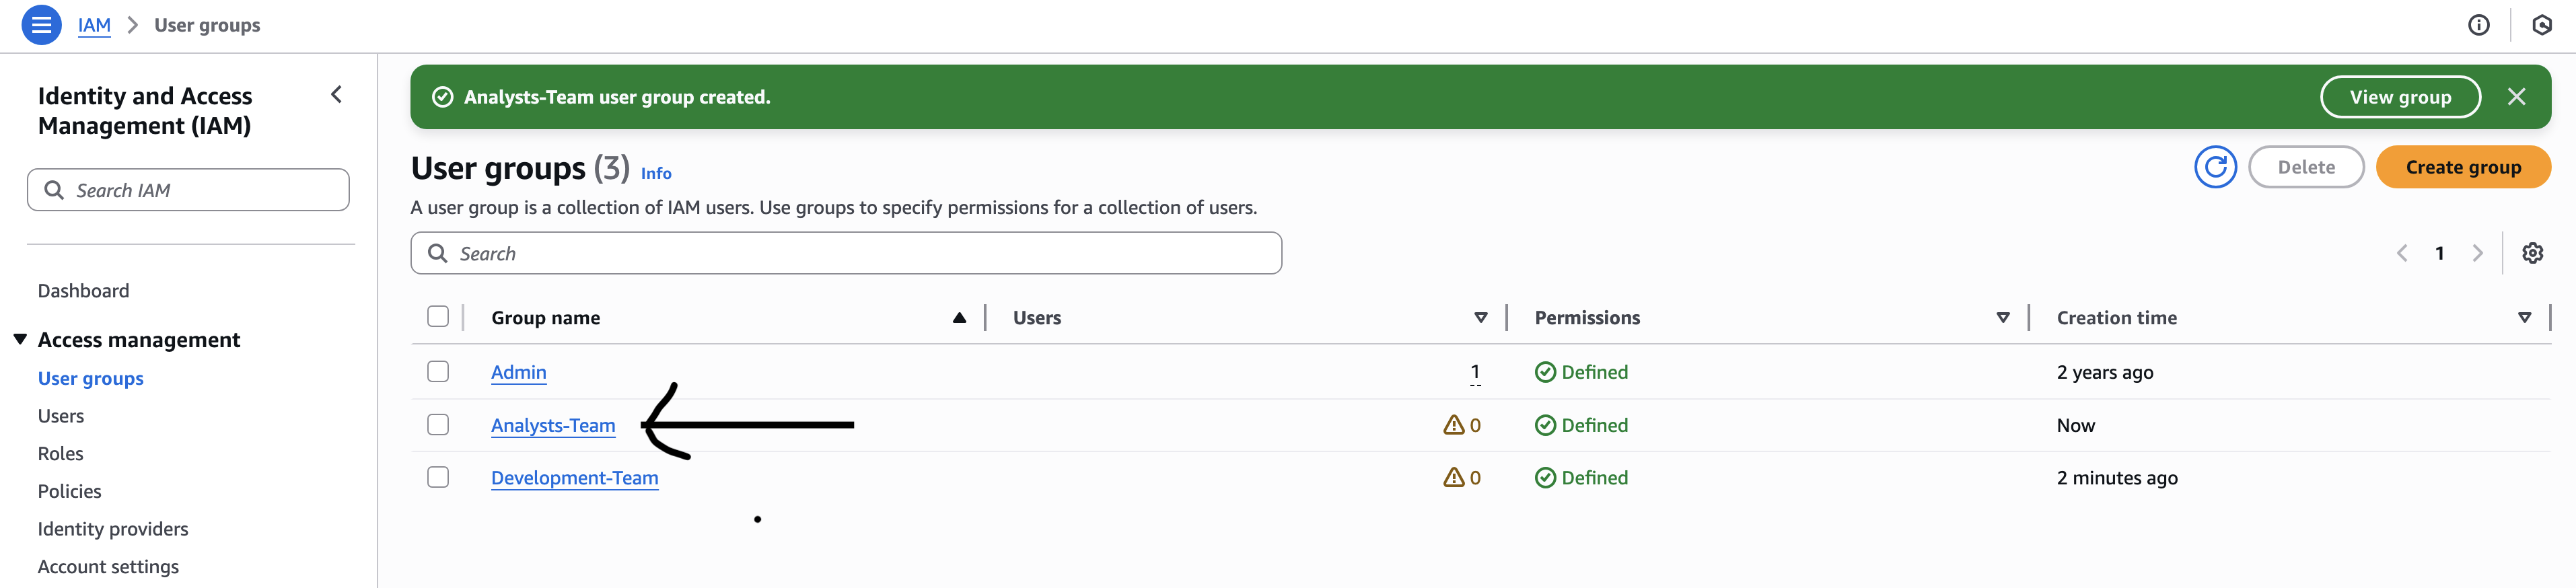 IAM > User groups
Identity and Access
Management (IAM)
Search IAM
Dashboard
Access management
User groups
Users
Roles
Policies
Identity providers
Account settings
Analysts-Team user group created.
View group
User groups (3) Info
Delete
Create group
A user group is a collection of IAM users. Use groups to specify permissions for a collection of users.
Search
1
Group name Users Permissions Creation time
Admin 1 Defined 2 years ago
Analysts-Team 0 Defined Now
Development-Team 0 Defined 2 minutes ago